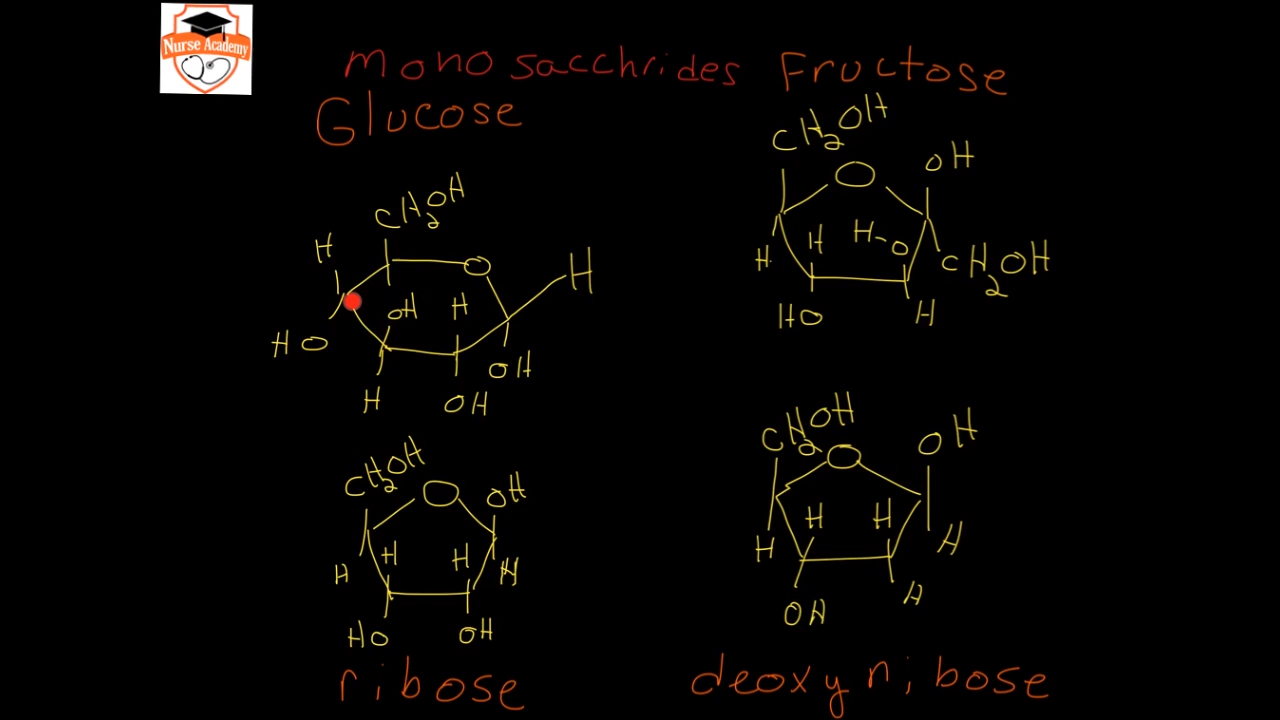 Nurse Academy
monosacchrides Fructose
Glucose
CH2OH
OH
O
H H H-O CH2OH
HO H
CH2OH
H
O H
OH H
HO OH
H OH
CH2OH
O OH
H H H H
HO OH
ribose
CH2OH
O OH
H H
H H
OH H
deoxyribose